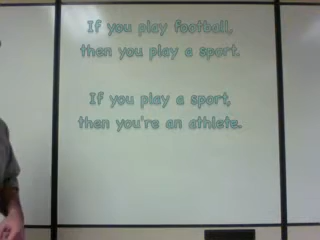 If you play football,
then you play a sport.
If you play a sport,
then you're an athlete.